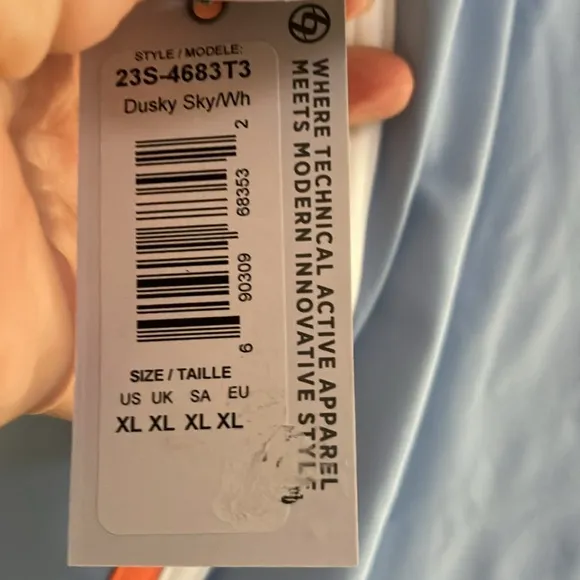 STYLE / MODELE:
23S-4683T3
Dusky Sky/Wh
6 90309 68353 2
SIZE / TAILLE
US UK SA EU
XL XL XL XL
WHERE TECHNICAL ACTIVE APPAREL
MEETS MODERN INNOVATIVE STYLE